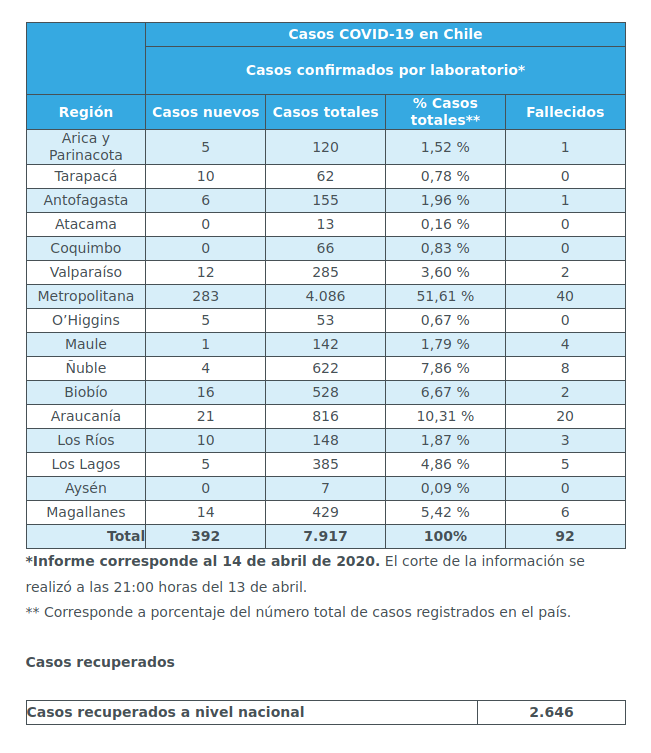 Casos COVID-19 en Chile
Casos confirmados por laboratorio*
Región Casos nuevos Casos totales % Casos totales** Fallecidos
Arica y Parinacota 5 120 1,52 % 1
Tarapacá 10 62 0,78 % 0
Antofagasta 6 155 1,96 % 1
Atacama 0 13 0,16 % 0
Coquimbo 0 66 0,83 % 0
Valparaíso 12 285 3,60 % 2
Metropolitana 283 4.086 51,61 % 40
O’Higgins 5 53 0,67 % 0
Maule 1 142 1,79 % 4
Ñuble 4 622 7,86 % 8
Biobío 16 528 6,67 % 2
Araucanía 21 816 10,31 % 20
Los Ríos 10 148 1,87 % 3
Los Lagos 5 385 4,86 % 5
Aysén 0 7 0,09 % 0
Magallanes 14 429 5,42 % 6
Total 392 7.917 100% 92
*Informe corresponde al 14 de abril de 2020. El corte de la información se
realizó a las 21:00 horas del 13 de abril.
** Corresponde a porcentaje del número total de casos registrados en el país.
Casos recuperados
Casos recuperados a nivel nacional 2.646